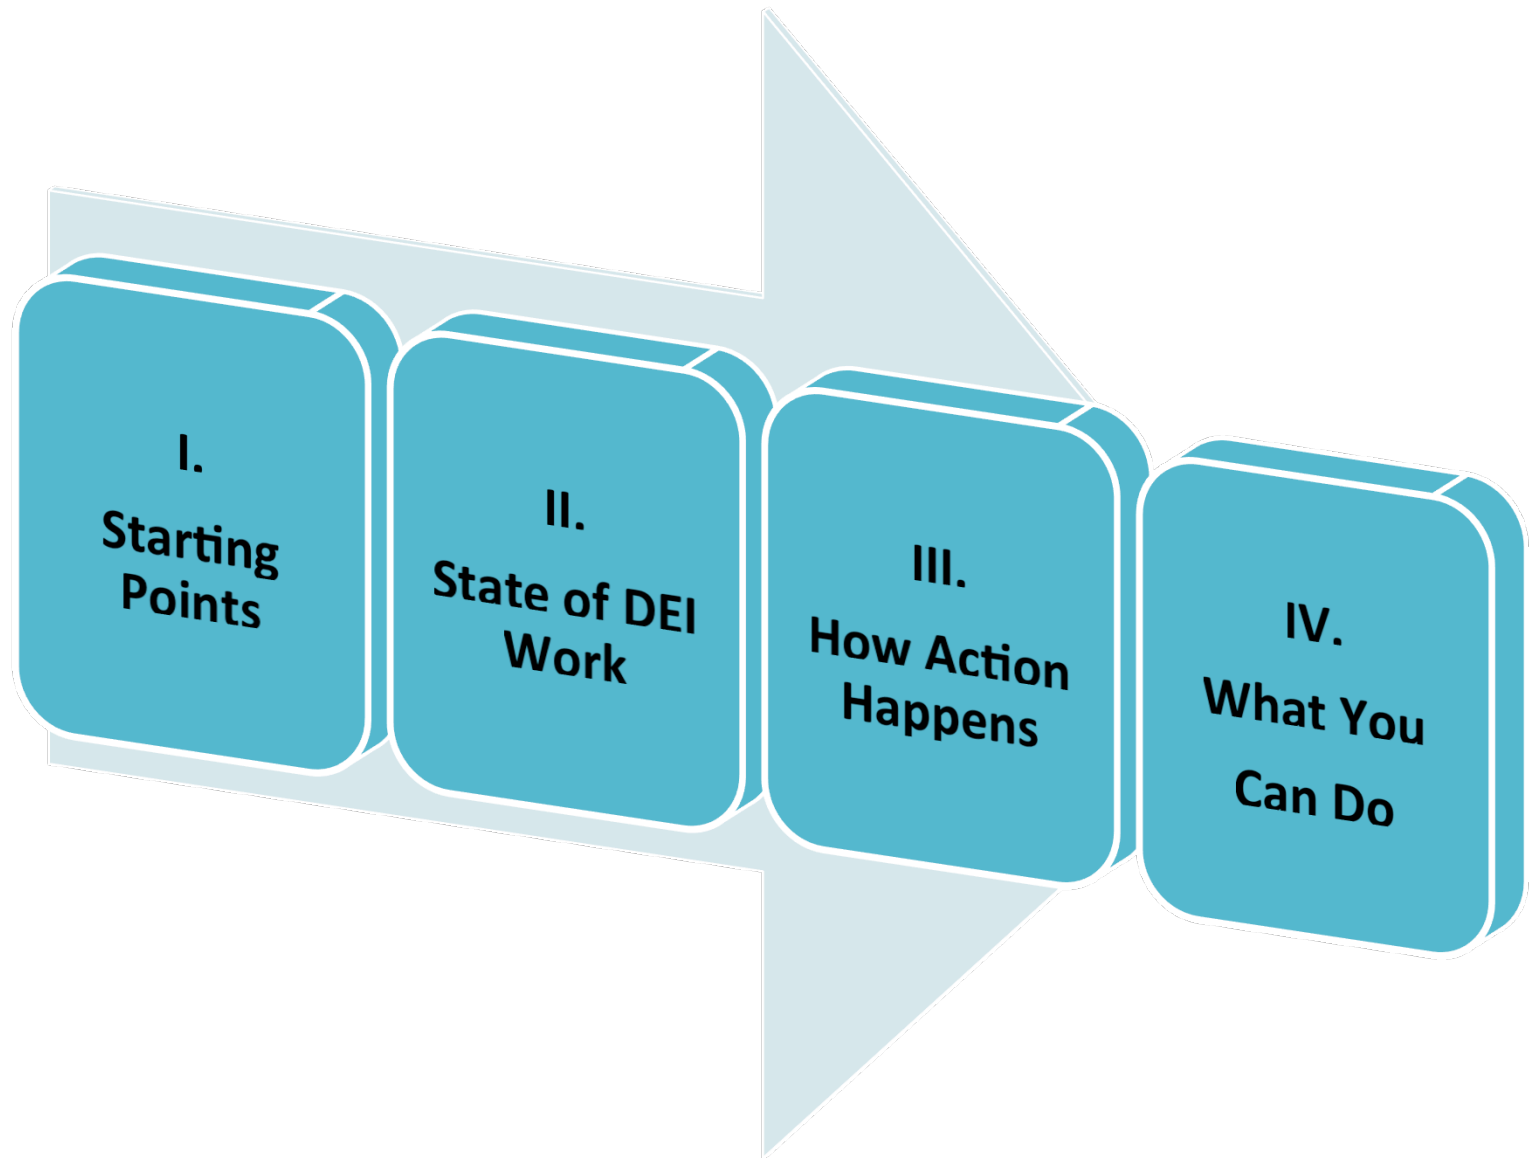 I.
Starting
Points
II.
State of DEI
Work
III.
How Action
Happens
IV.
What You
Can Do